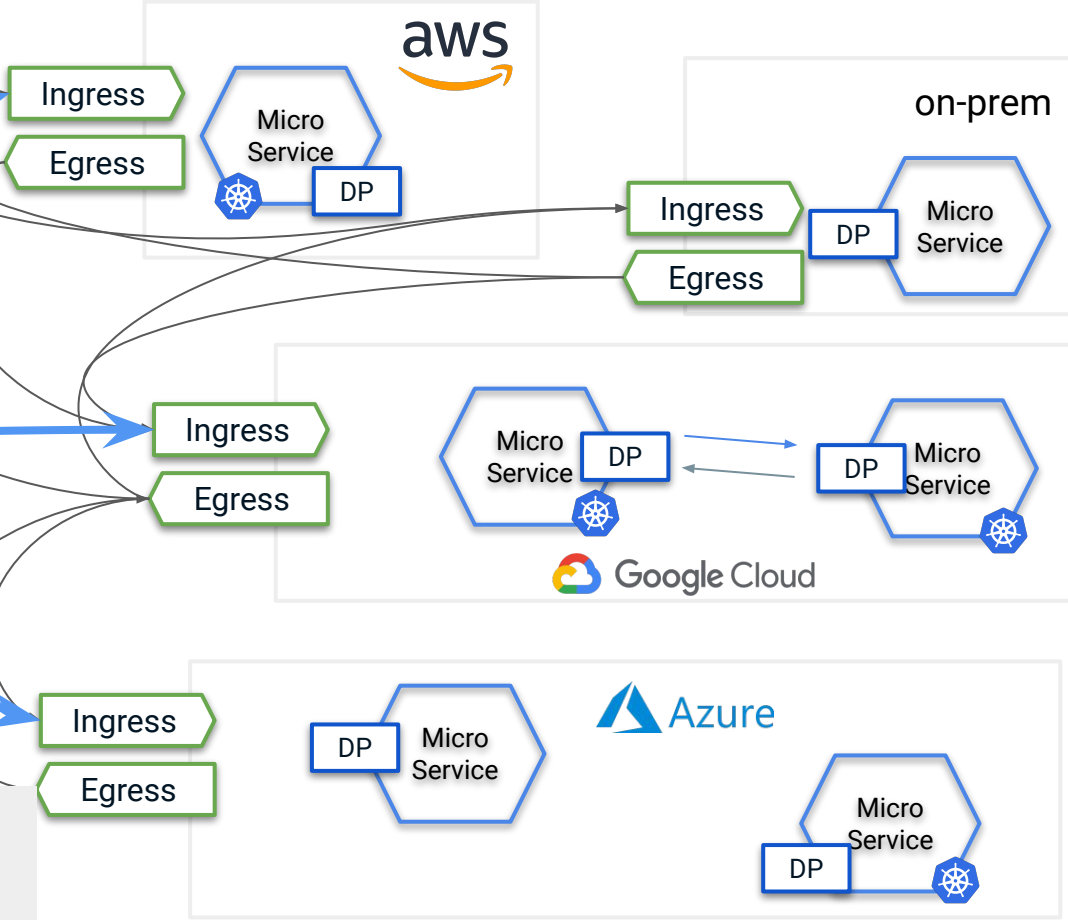 aws
Ingress
Egress
Micro
Service
DP
on-prem
Ingress
Egress
DP
Micro
Service
Ingress
Egress
Micro
Service
DP
DP
Micro
Service
Google Cloud
Ingress
Egress
DP
Micro
Service
Azure
Micro
Service
DP